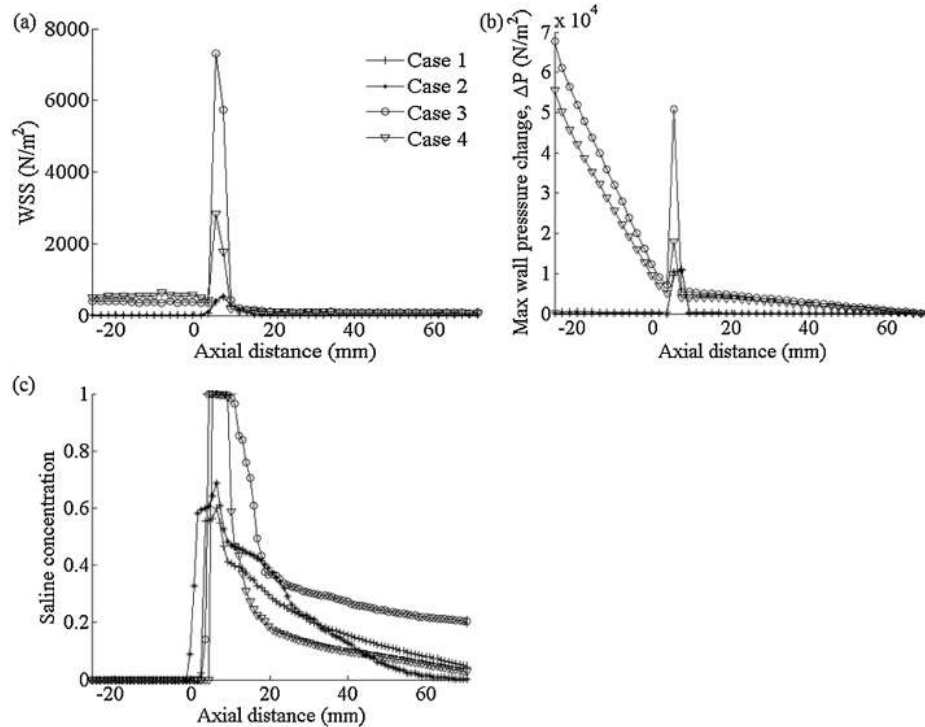 (a)
8000
6000
4000
2000
0
WSS (N/m²)
-20 0 20 40 60
Axial distance (mm)
Case 1
Case 2
Case 3
Case 4
(b)
x 10⁴
7
6
5
4
3
2
1
0
Max wall presssure change, ΔP (N/m²)
-20 0 20 40 60
Axial distance (mm)
(c)
1
0.8
0.6
0.4
0.2
0
Saline concentration
-20 0 20 40 60
Axial distance (mm)